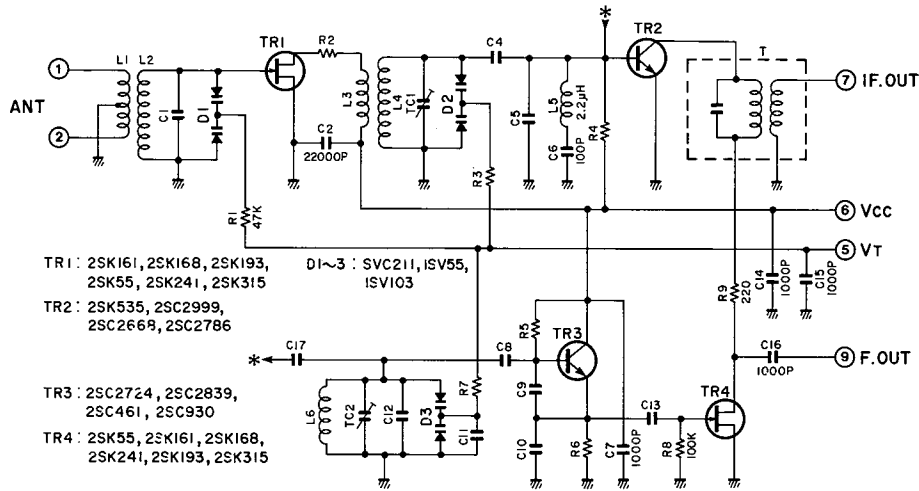 *
TR1
TR2
T
L1 L2
R2
C4
1
L3
L4
TC1
D2
7 IF.OUT
ANT
C1
D1
L5
2.2μH
C5
R4
2
C2
22000P
C6
100P
R3
R1
47K
6 VCC
5 VT
TR1: 2SK161, 2SK168, 2SK193,
2SK55, 2SK241, 2SK315
D1~3: SVC211, 1SV55,
1SV103
C14
1000P
C15
1000P
R9
220
TR2: 2SK535, 2SC2999,
2SC2668, 2SC2786
R5
TR3
* C17
C8
C16
1000P
9 F.OUT
R7
TR4
TR3: 2SC2724, 2SC2839,
2SC461, 2SC930
C9
L6
TC2
C12
D3
C11
C13
TR4: 2SK55, 2SK161, 2SK168,
2SK241, 2SK193, 2SK315
C10
R6
C7
1000P
R8
100K